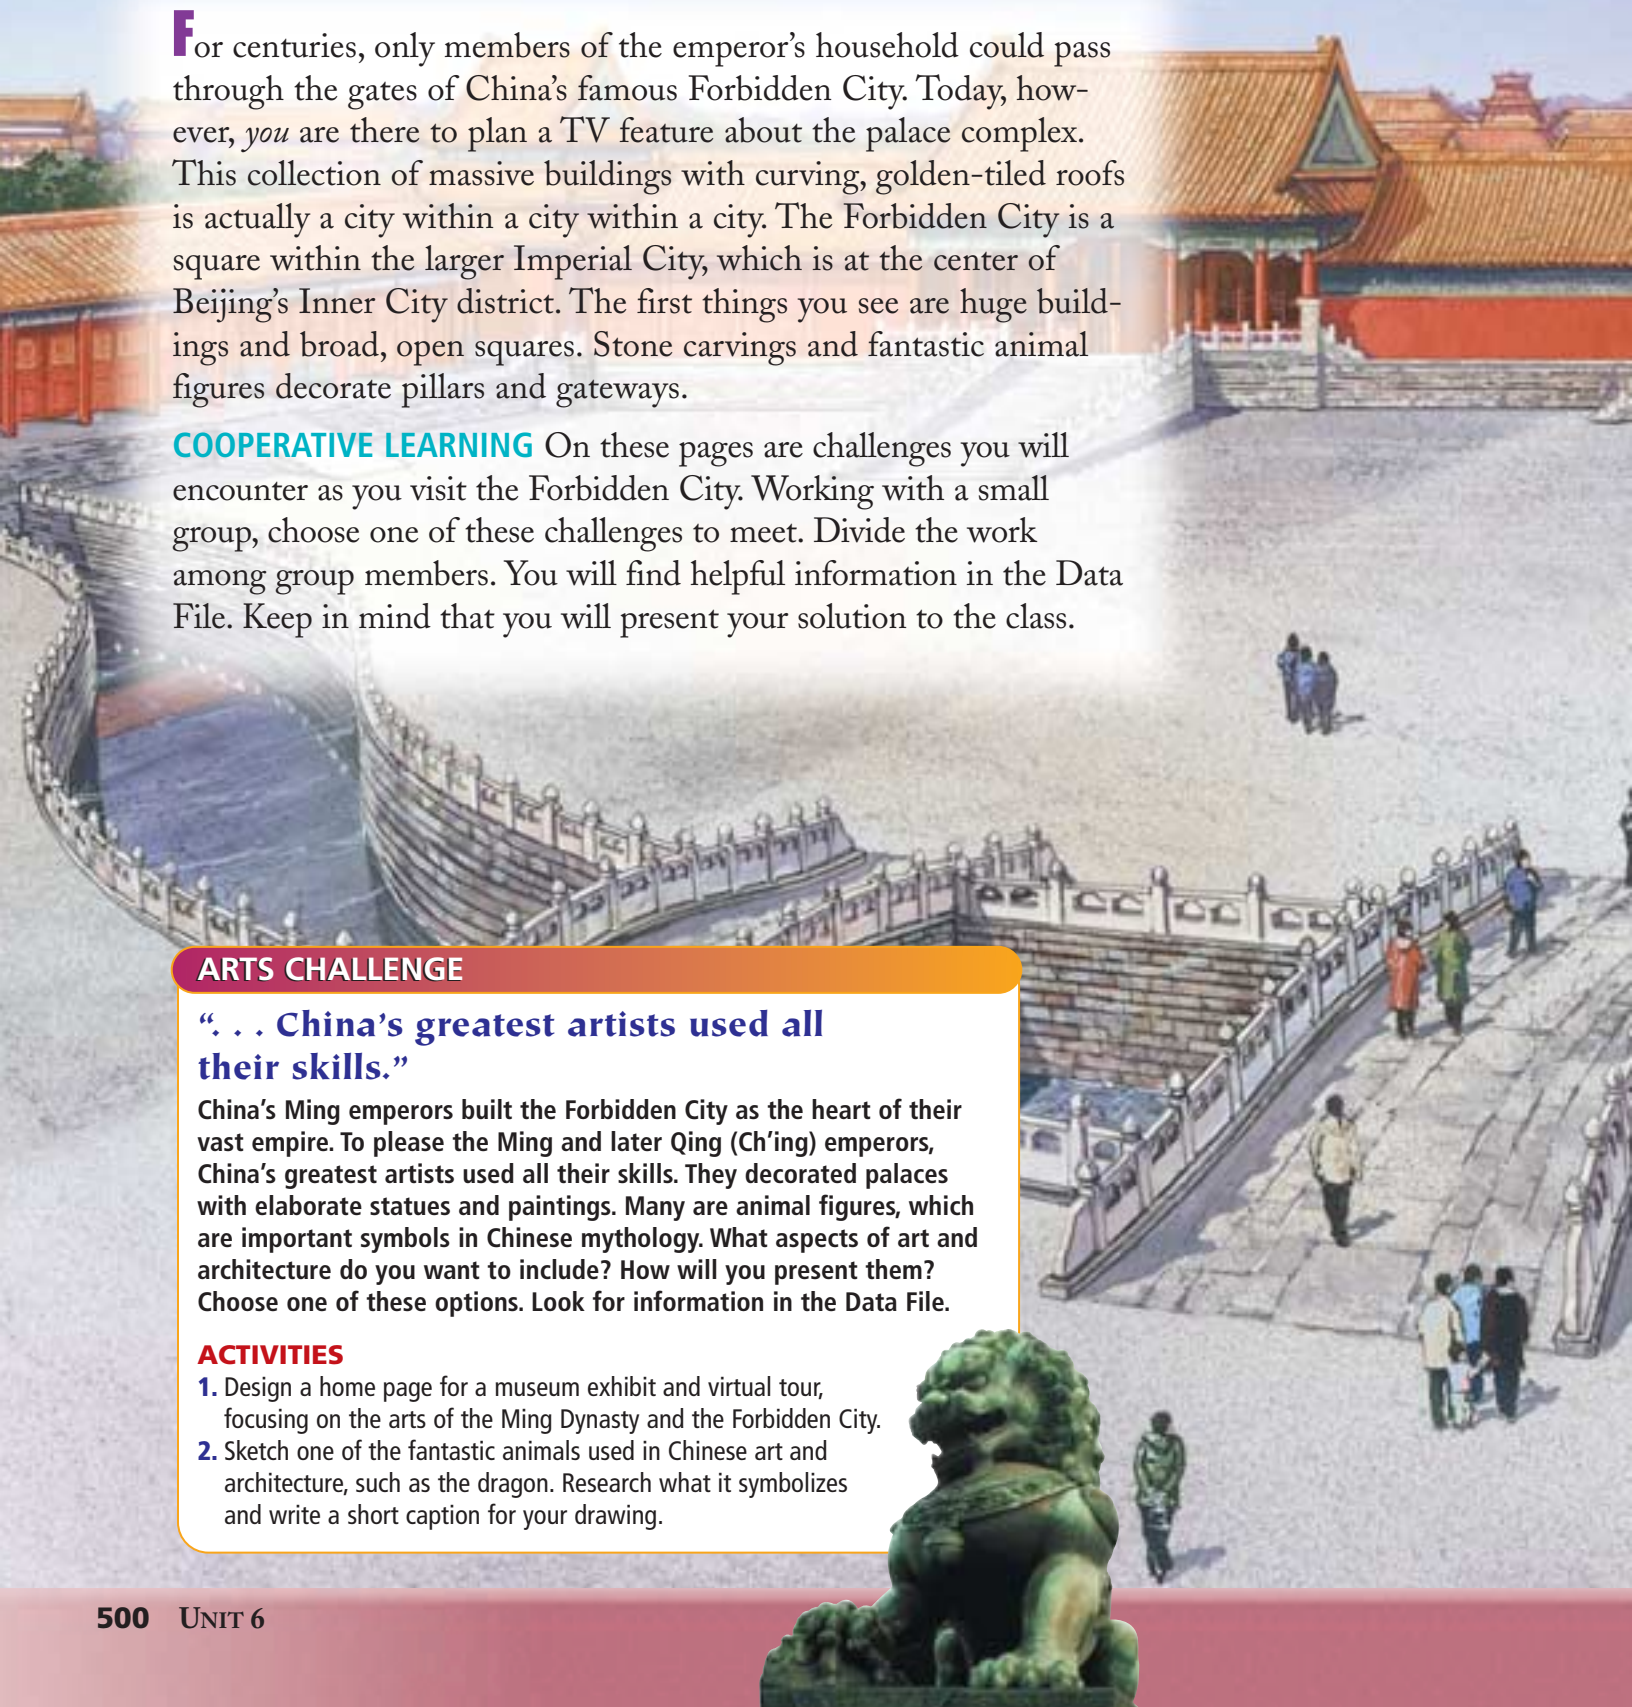 For centuries, only members of the emperor’s household could pass
through the gates of China’s famous Forbidden City. Today, how-
ever, you are there to plan a TV feature about the palace complex.
This collection of massive buildings with curving, golden-tiled roofs
is actually a city within a city within a city. The Forbidden City is a
square within the larger Imperial City, which is at the center of
Beijing’s Inner City district. The first things you see are huge build-
ings and broad, open squares. Stone carvings and fantastic animal
figures decorate pillars and gateways.
COOPERATIVE LEARNING On these pages are challenges you will
encounter as you visit the Forbidden City. Working with a small
group, choose one of these challenges to meet. Divide the work
among group members. You will find helpful information in the Data
File. Keep in mind that you will present your solution to the class.
ARTS CHALLENGE
“. . . China’s greatest artists used all
their skills.”
China’s Ming emperors built the Forbidden City as the heart of their
vast empire. To please the Ming and later Qing (Ch’ing) emperors,
China’s greatest artists used all their skills. They decorated palaces
with elaborate statues and paintings. Many are animal figures, which
are important symbols in Chinese mythology. What aspects of art and
architecture do you want to include? How will you present them?
Choose one of these options. Look for information in the Data File.
ACTIVITIES
1. Design a home page for a museum exhibit and virtual tour,
focusing on the arts of the Ming Dynasty and the Forbidden City.
2. Sketch one of the fantastic animals used in Chinese art and
architecture, such as the dragon. Research what it symbolizes
and write a short caption for your drawing.
500 UNIT 6